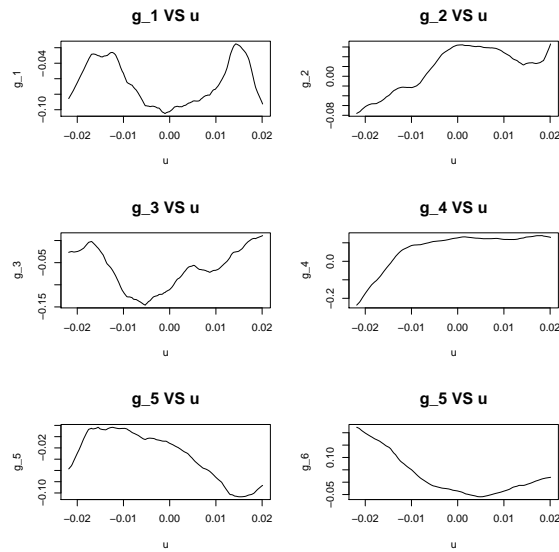 g_1 VS u
g_1
-0.04
-0.10
-0.02 -0.01 0.00 0.01 0.02
u
g_2 VS u
g_2
0.00
-0.08
-0.02 -0.01 0.00 0.01 0.02
u
g_3 VS u
g_3
-0.05
-0.15
-0.02 -0.01 0.00 0.01 0.02
u
g_4 VS u
g_4
0.0
-0.2
-0.02 -0.01 0.00 0.01 0.02
u
g_5 VS u
g_5
-0.02
-0.10
-0.02 -0.01 0.00 0.01 0.02
u
g_5 VS u
g_6
0.10
-0.05
-0.02 -0.01 0.00 0.01 0.02
u